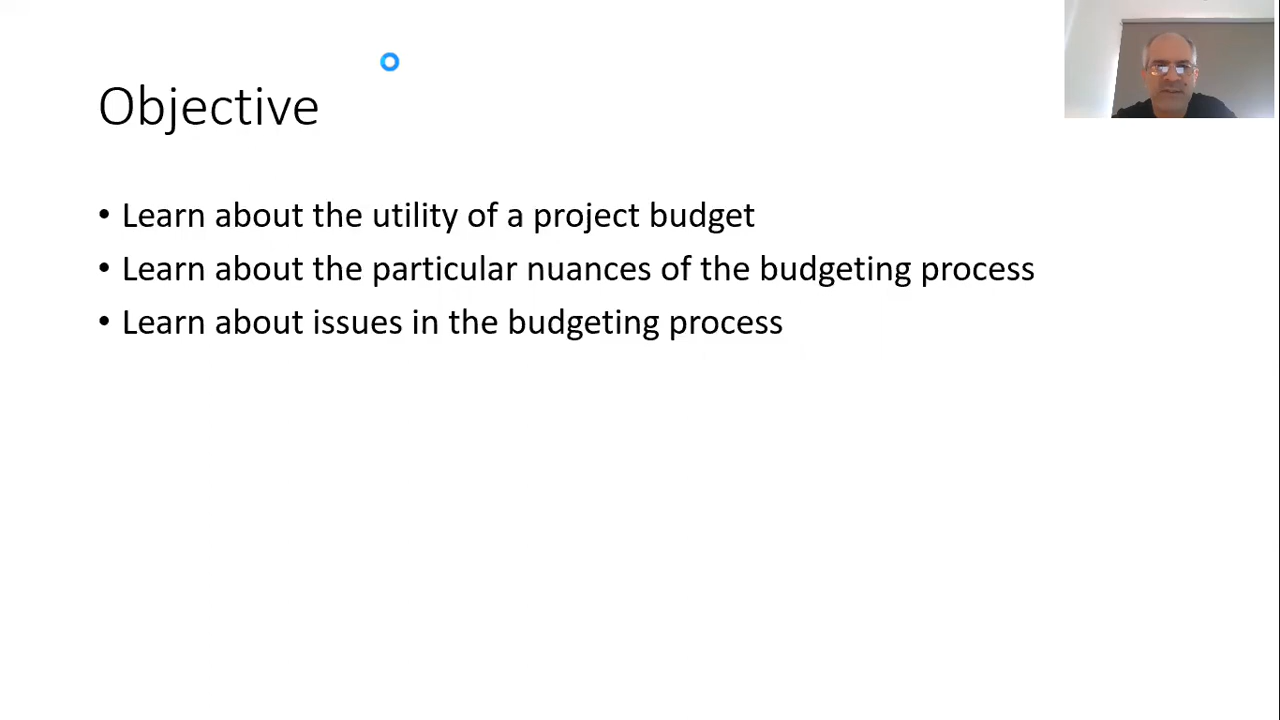 Objective
• Learn about the utility of a project budget
• Learn about the particular nuances of the budgeting process
• Learn about issues in the budgeting process